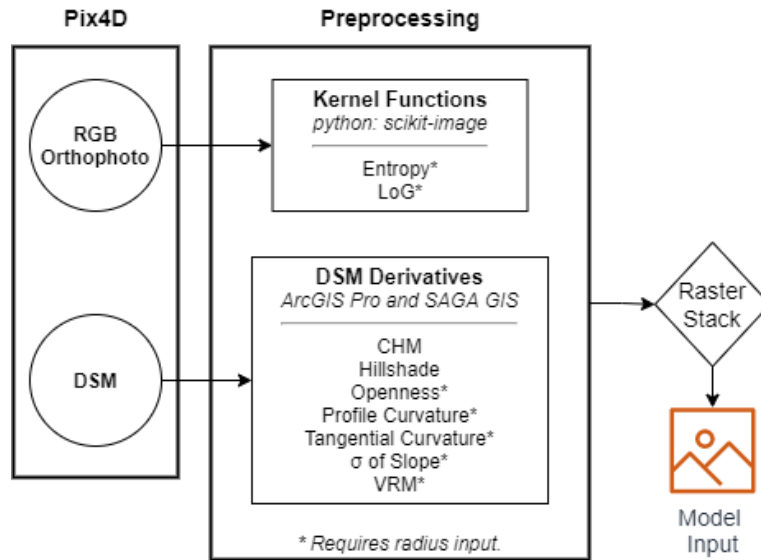 Pix4D
Preprocessing
RGB
Orthophoto
DSM
Kernel Functions
python: scikit-image
Entropy*
LoG*
DSM Derivatives
ArcGIS Pro and SAGA GIS
CHM
Hillshade
Openness*
Profile Curvature*
Tangential Curvature*
σ of Slope*
VRM*
* Requires radius input.
Raster
Stack
Model
Input